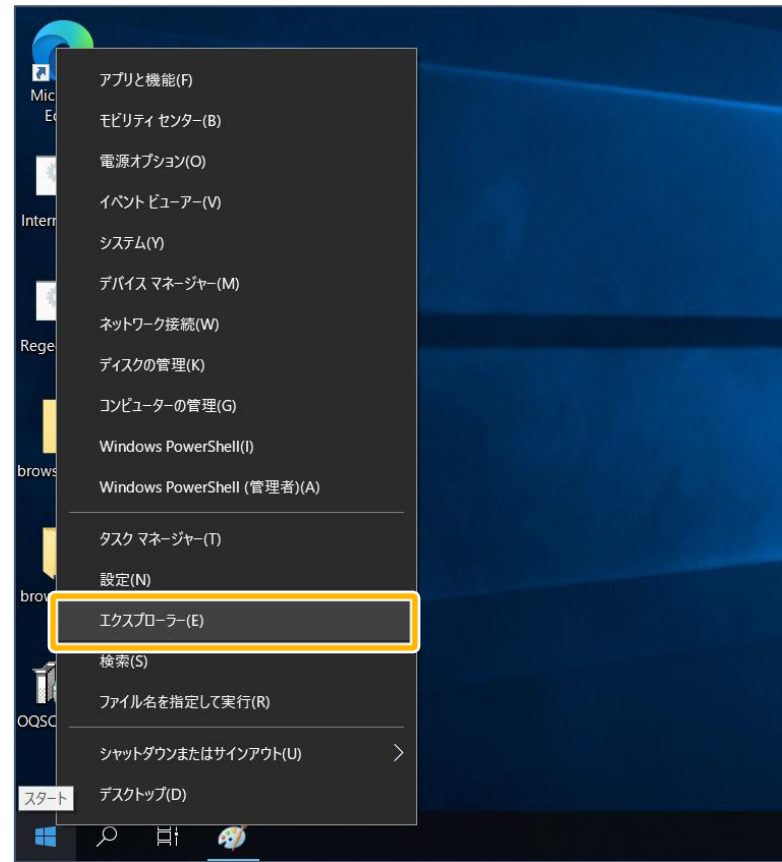 アプリと機能(F)
モビリティ センター(B)
電源オプション(O)
イベント ビューアー(V)
システム(Y)
デバイス マネージャー(M)
ネットワーク接続(W)
ディスクの管理(K)
コンピューターの管理(G)
Windows PowerShell(I)
Windows PowerShell (管理者)(A)
タスク マネージャー(T)
設定(N)
エクスプローラー(E)
検索(S)
ファイル名を指定して実行(R)
シャットダウンまたはサインアウト(U)
デスクトップ(D)
スタート